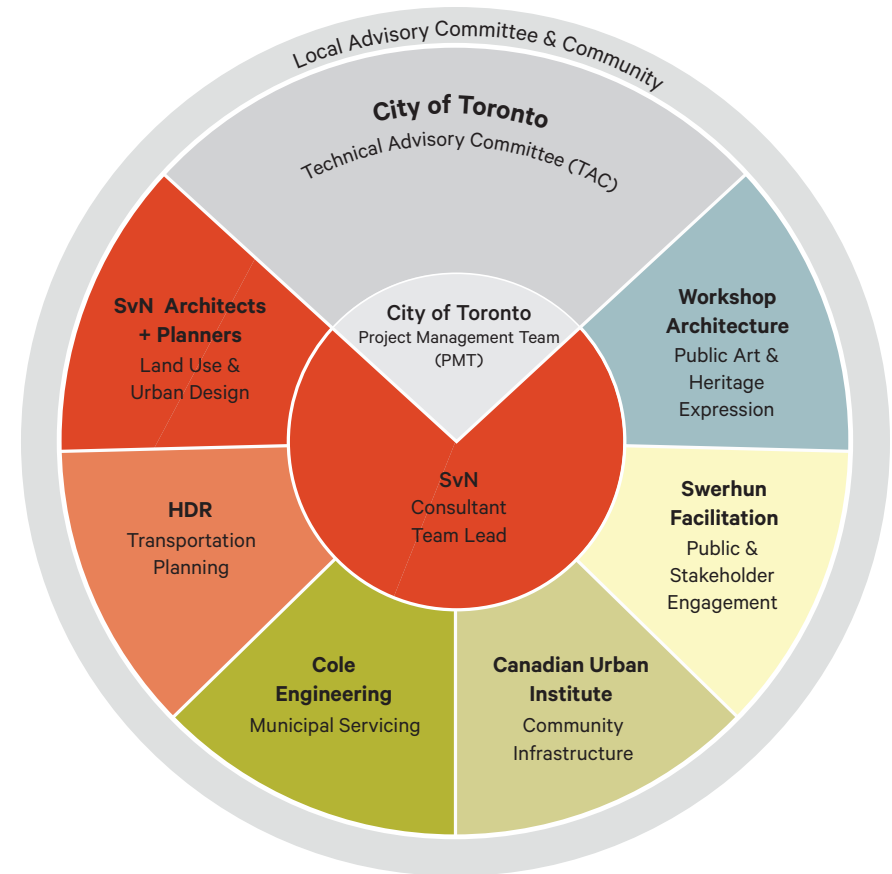 Local Advisory Committee & Community
City of Toronto
Technical Advisory Committee (TAC)
City of Toronto
Project Management Team
(PMT)
SvN Architects
+ Planners
Land Use &
Urban Design
Workshop
Architecture
Public Art &
Heritage
Expression
SvN
Consultant
Team Lead
HDR
Transportation
Planning
Swerhun
Facilitation
Public &
Stakeholder
Engagement
Cole
Engineering
Municipal Servicing
Canadian Urban
Institute
Community
Infrastructure